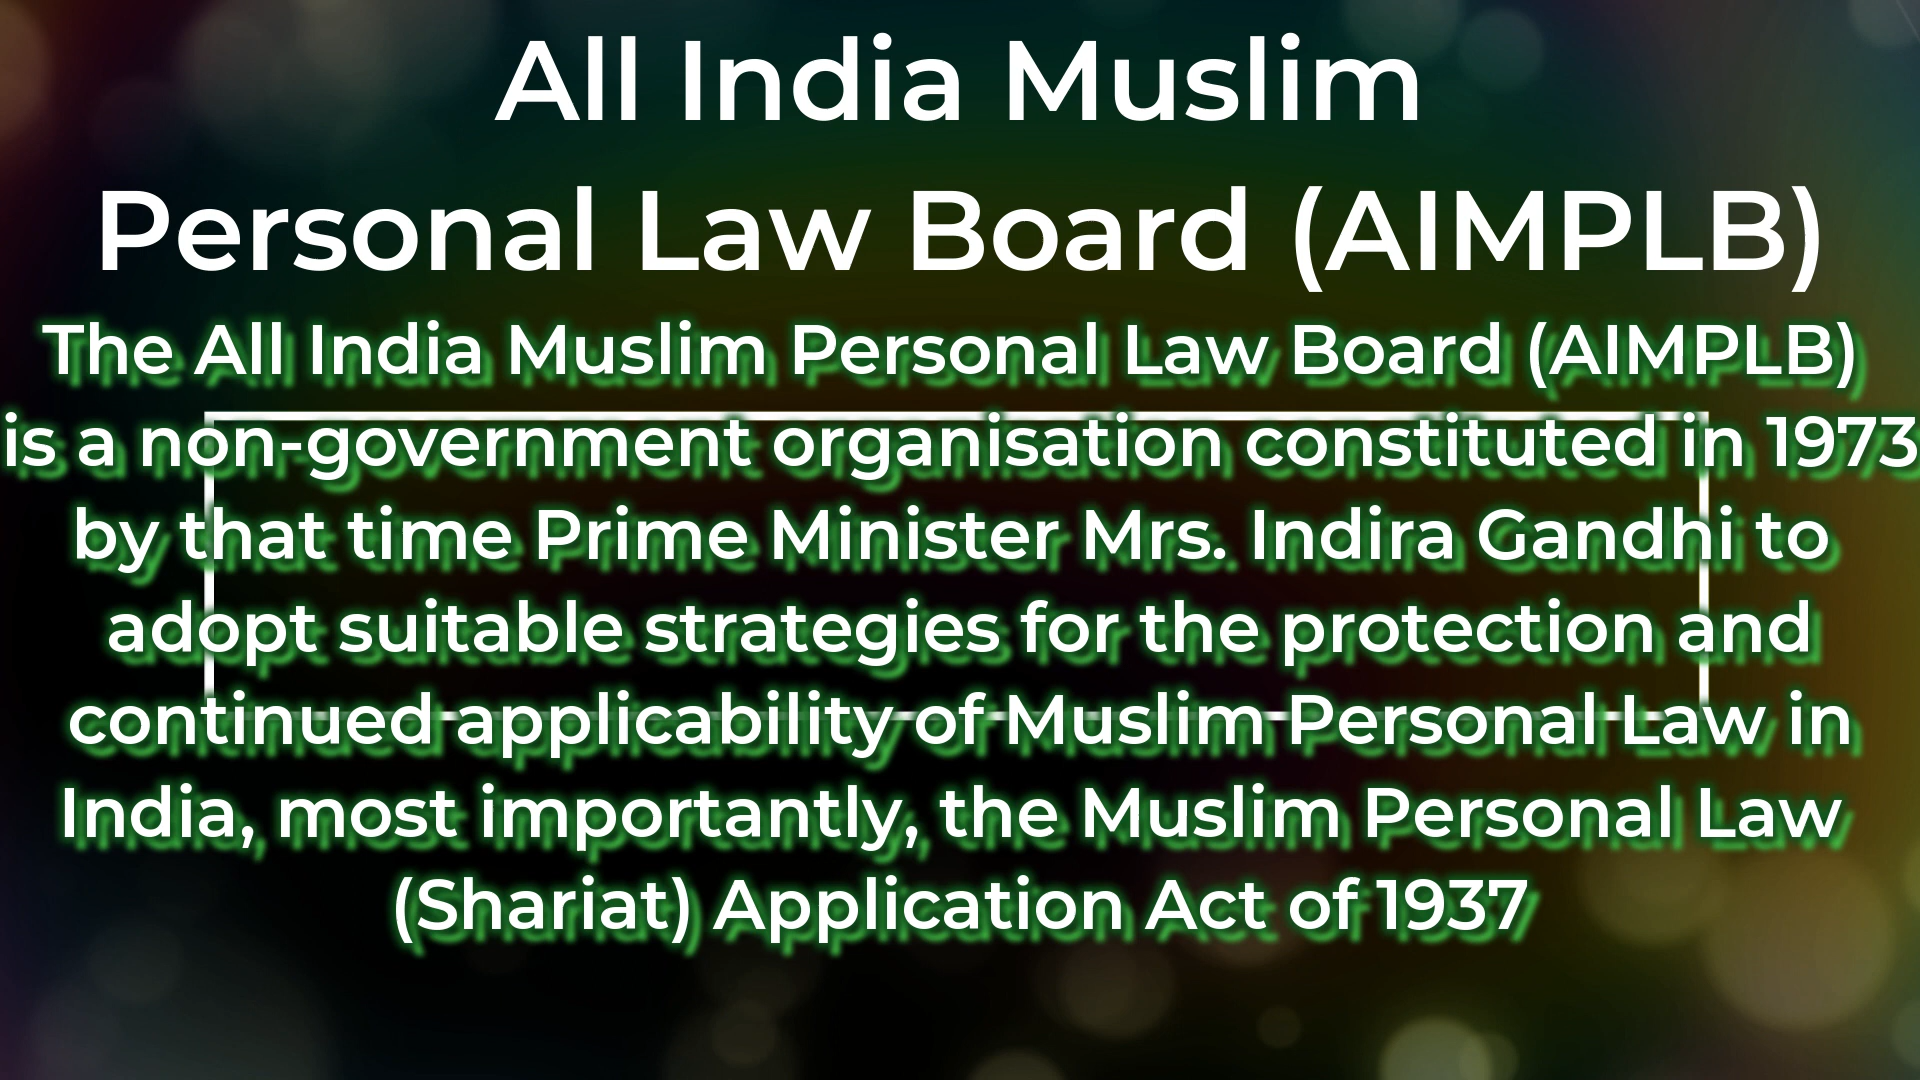 All India Muslim
Personal Law Board (AIMPLB)
The All India Muslim Personal Law Board (AIMPLB)
is a non-government organisation constituted in 1973
by that time Prime Minister Mrs. Indira Gandhi to
adopt suitable strategies for the protection and
continued applicability of Muslim Personal Law in
India, most importantly, the Muslim Personal Law
(Shariat) Application Act of 1937